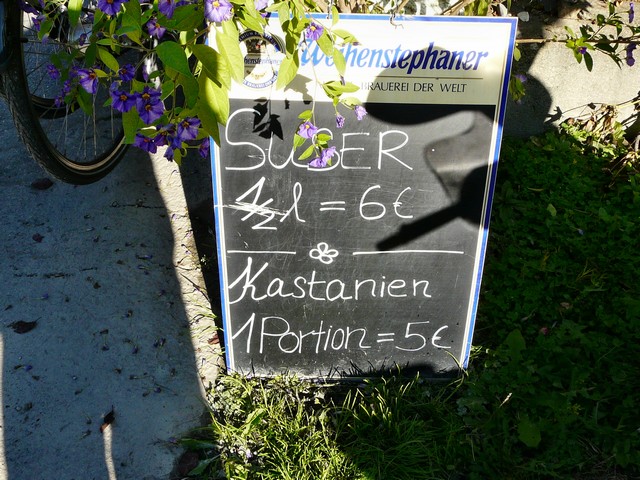 Weihenstephaner
BRAUEREI DER WELT
SUSER
1/2 l = 6€
Kastanien
1 Portion = 5€